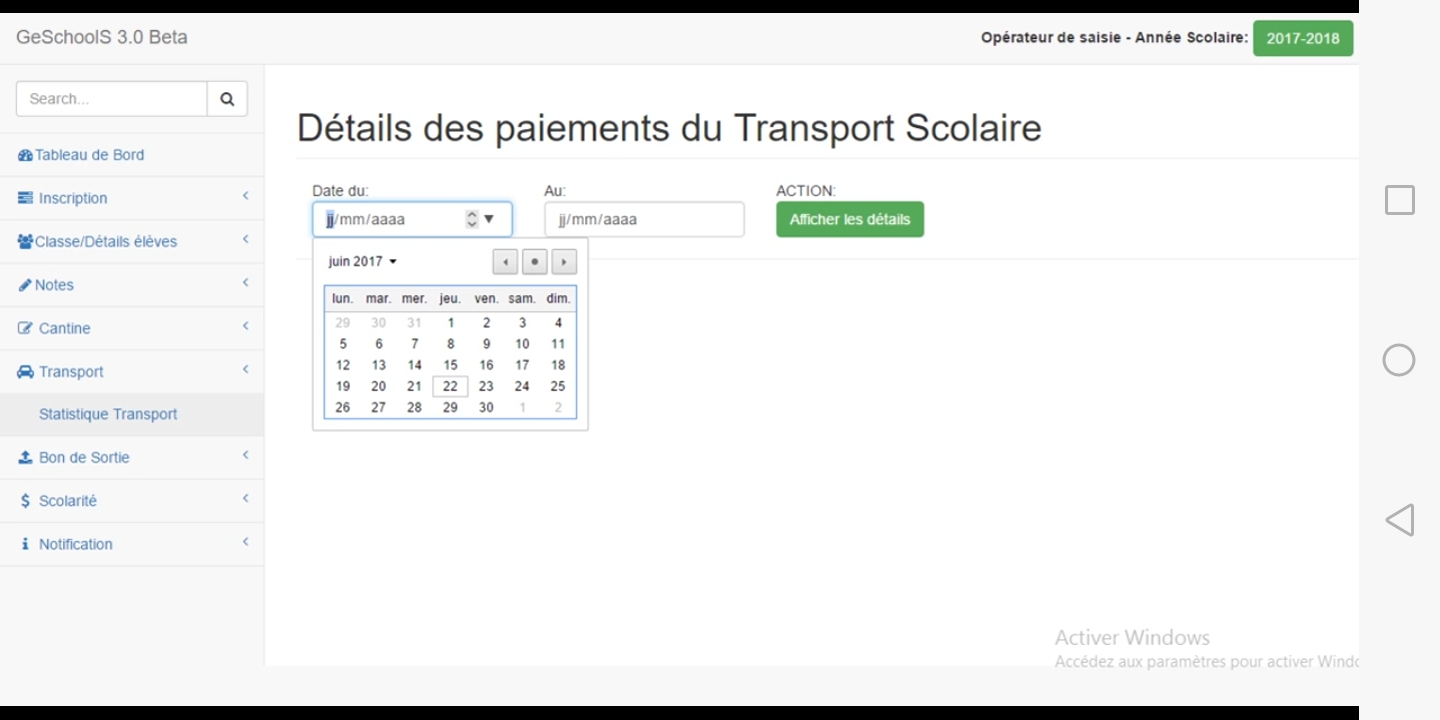 GeSchoolS 3.0 Beta
Opérateur de saisie - Année Scolaire: 2017-2018
Search...
Tableau de Bord
Inscription
Classe/Détails élèves
Notes
Cantine
Transport
Statistique Transport
Bon de Sortie
Scolarité
Notification
Détails des paiements du Transport Scolaire
Date du: Au: ACTION:
jj/mm/aaaa jj/mm/aaaa Afficher les détails
juin 2017
lun. mar. mer. jeu. ven. sam. dim.
29 30 31 1 2 3 4
5 6 7 8 9 10 11
12 13 14 15 16 17 18
19 20 21 22 23 24 25
26 27 28 29 30 1 2
Activer Windows
Accédez aux paramètres pour activer Windo